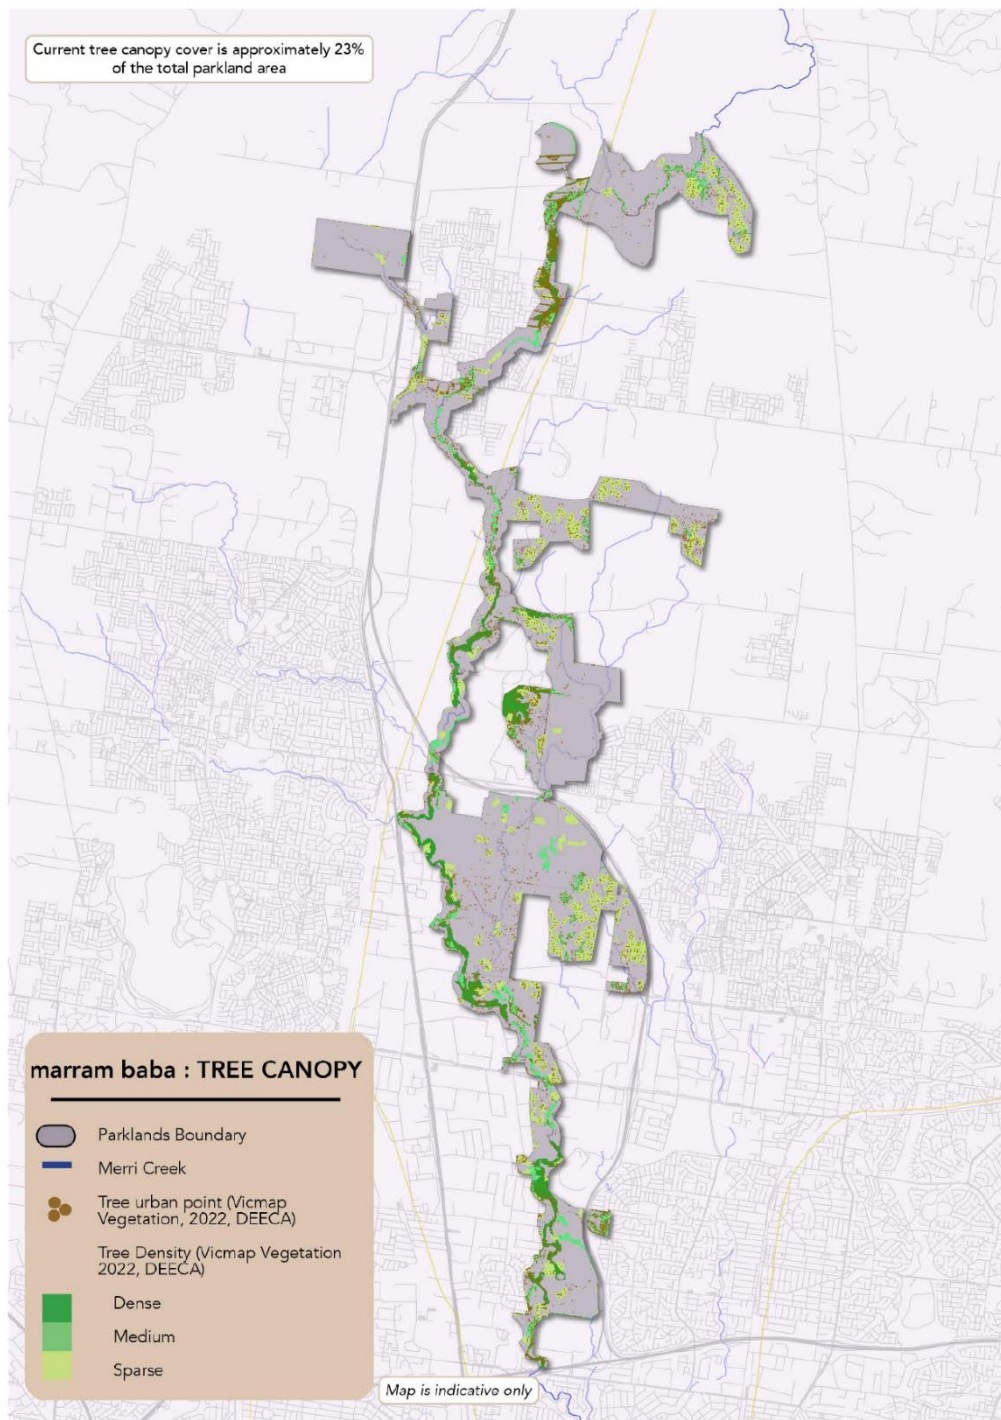 Current tree canopy cover is approximately 23%
of the total parkland area
marram baba : TREE CANOPY
Parklands Boundary
Merri Creek
Tree urban point (Vicmap
Vegetation, 2022, DEECA)
Tree Density (Vicmap Vegetation
2022, DEECA)
Dense
Medium
Sparse
Map is indicative only